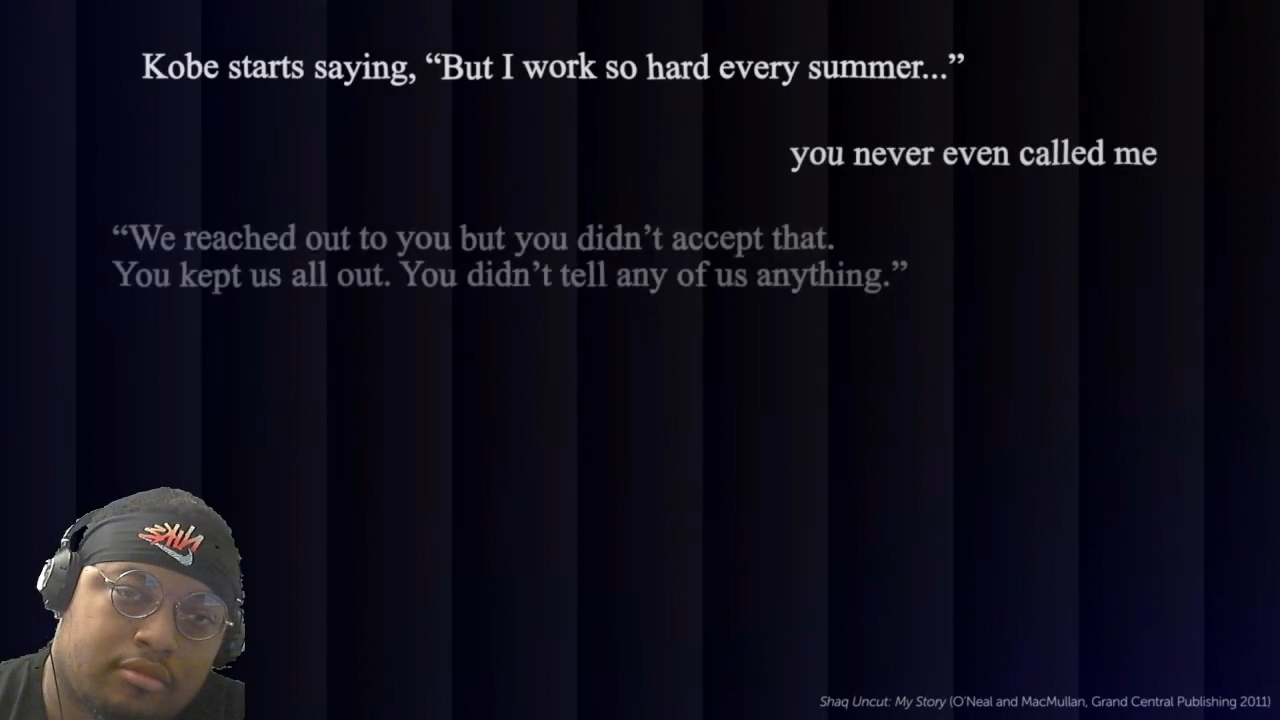 Kobe starts saying, “But I work so hard every summer...”
you never even called me
“We reached out to you but you didn’t accept that.
You kept us all out. You didn’t tell any of us anything.”
Shaq Uncut: My Story (O'Neal and MacMullan, Grand Central Publishing 2011)